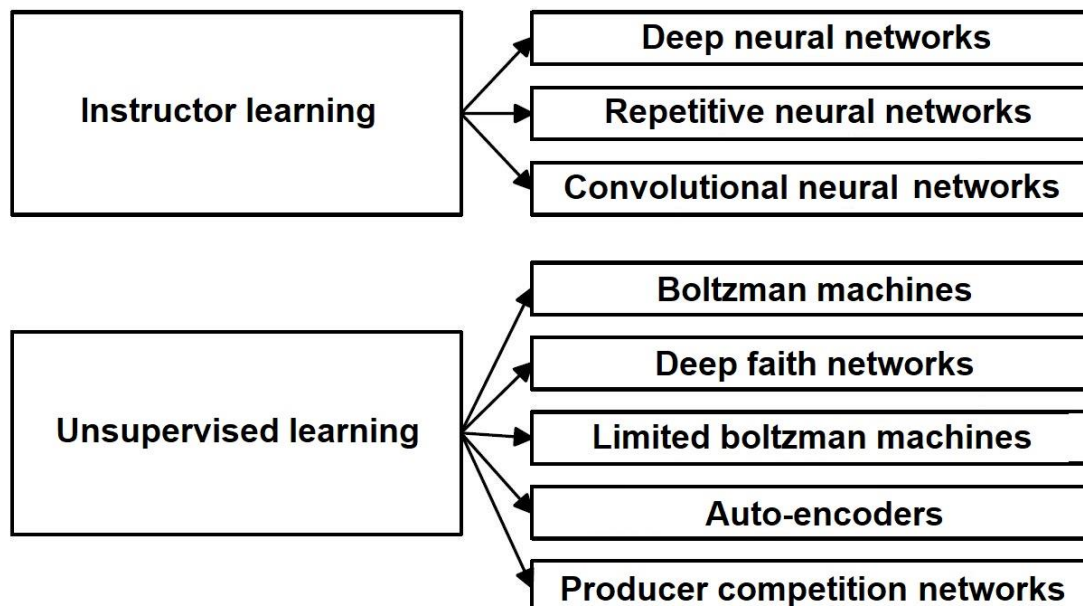 Instructor learning
Deep neural networks
Repetitive neural networks
Convolutional neural networks
Unsupervised learning
Boltzman machines
Deep faith networks
Limited boltzman machines
Auto-encoders
Producer competition networks